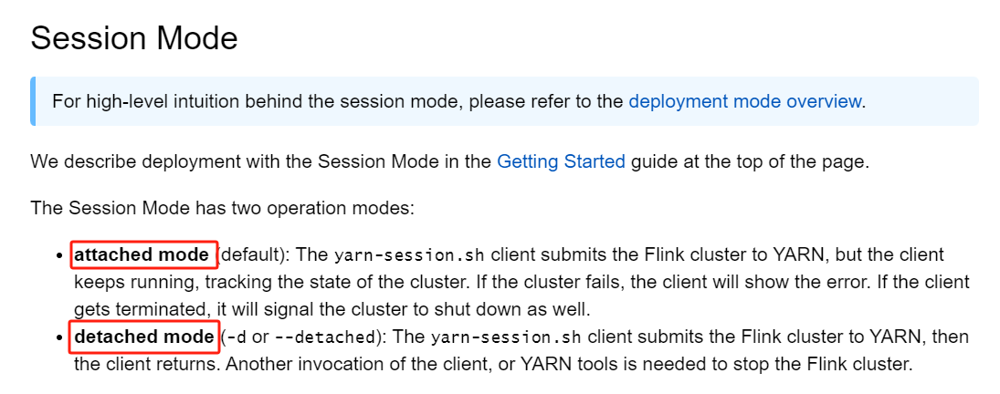 Session Mode
For high-level intuition behind the session mode, please refer to the deployment mode overview.
We describe deployment with the Session Mode in the Getting Started guide at the top of the page.
The Session Mode has two operation modes:
• attached mode (default): The yarn-session.sh client submits the Flink cluster to YARN, but the client
keeps running, tracking the state of the cluster. If the cluster fails, the client will show the error. If the client
gets terminated, it will signal the cluster to shut down as well.
• detached mode (-d or --detached): The yarn-session.sh client submits the Flink cluster to YARN, then
the client returns. Another invocation of the client, or YARN tools is needed to stop the Flink cluster.